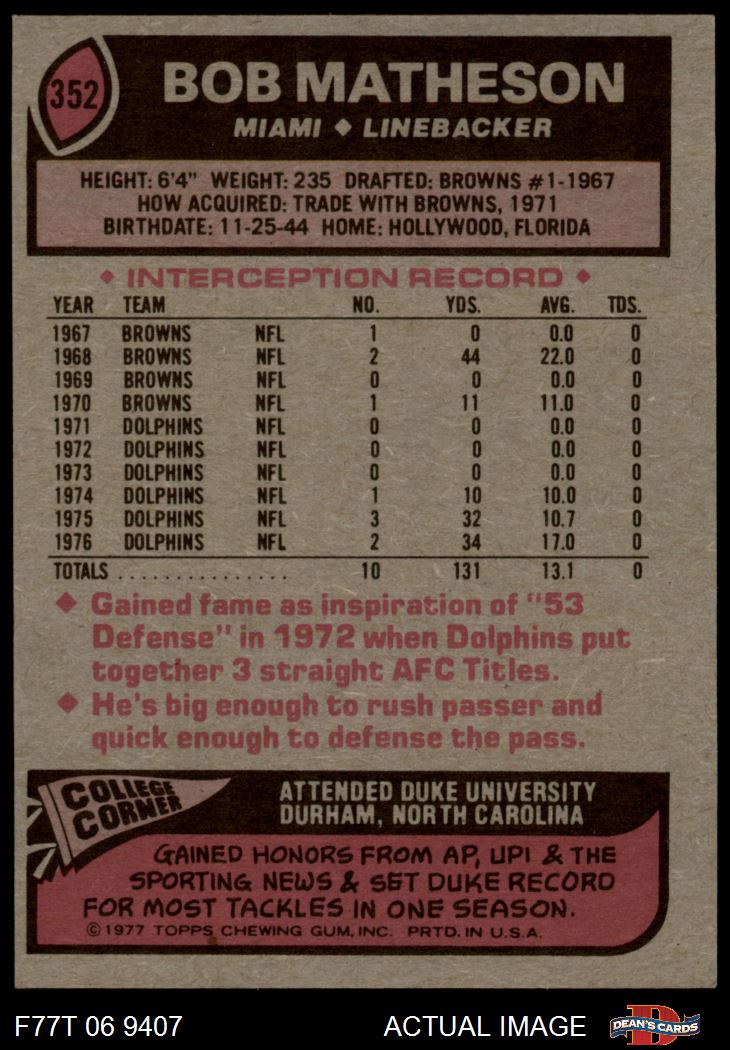 352
BOB MATHESON
MIAMI ◆ LINEBACKER
HEIGHT: 6'4" WEIGHT: 235 DRAFTED: BROWNS #1-1967
HOW ACQUIRED: TRADE WITH BROWNS, 1971
BIRTHDATE: 11-25-44 HOME: HOLLYWOOD, FLORIDA
◆ INTERCEPTION RECORD ◆
YEAR TEAM NO. YDS. AVG. TDS.
1967 BROWNS NFL 1 0 0.0 0
1968 BROWNS NFL 2 44 22.0 0
1969 BROWNS NFL 0 0 0.0 0
1970 BROWNS NFL 1 11 11.0 0
1971 DOLPHINS NFL 0 0 0.0 0
1972 DOLPHINS NFL 0 0 0.0 0
1973 DOLPHINS NFL 0 0 0.0 0
1974 DOLPHINS NFL 1 10 10.0 0
1975 DOLPHINS NFL 3 32 10.7 0
1976 DOLPHINS NFL 2 34 17.0 0
TOTALS ............... 10 131 13.1 0
◆ Gained fame as inspiration of "53
Defense" in 1972 when Dolphins put
together 3 straight AFC Titles.
◆ He's big enough to rush passer and
quick enough to defense the pass.
COLLEGE
CORNER
ATTENDED DUKE UNIVERSITY
DURHAM, NORTH CAROLINA
GAINED HONORS FROM AP, UPI & THE
SPORTING NEWS & SET DUKE RECORD
FOR MOST TACKLES IN ONE SEASON.
©1977 TOPPS CHEWING GUM, INC. PRTD. IN U.S.A.
F77T 06 9407 ACTUAL IMAGE
D
DEAN'S CARDS